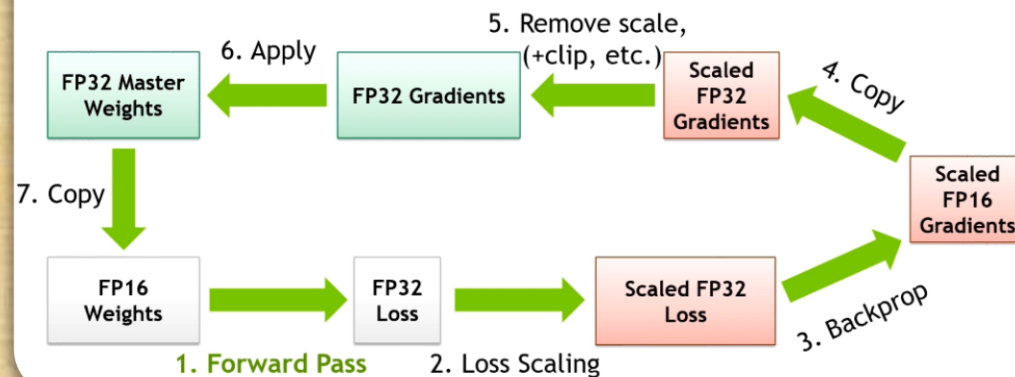 5. Remove scale,
(+clip, etc.)
6. Apply
FP32 Master
Weights
FP32 Gradients
Scaled
FP32
Gradients
4. Copy
Scaled
FP16
Gradients
7. Copy
FP16
Weights
FP32
Loss
Scaled FP32
Loss
3. Backprop
1. Forward Pass
2. Loss Scaling